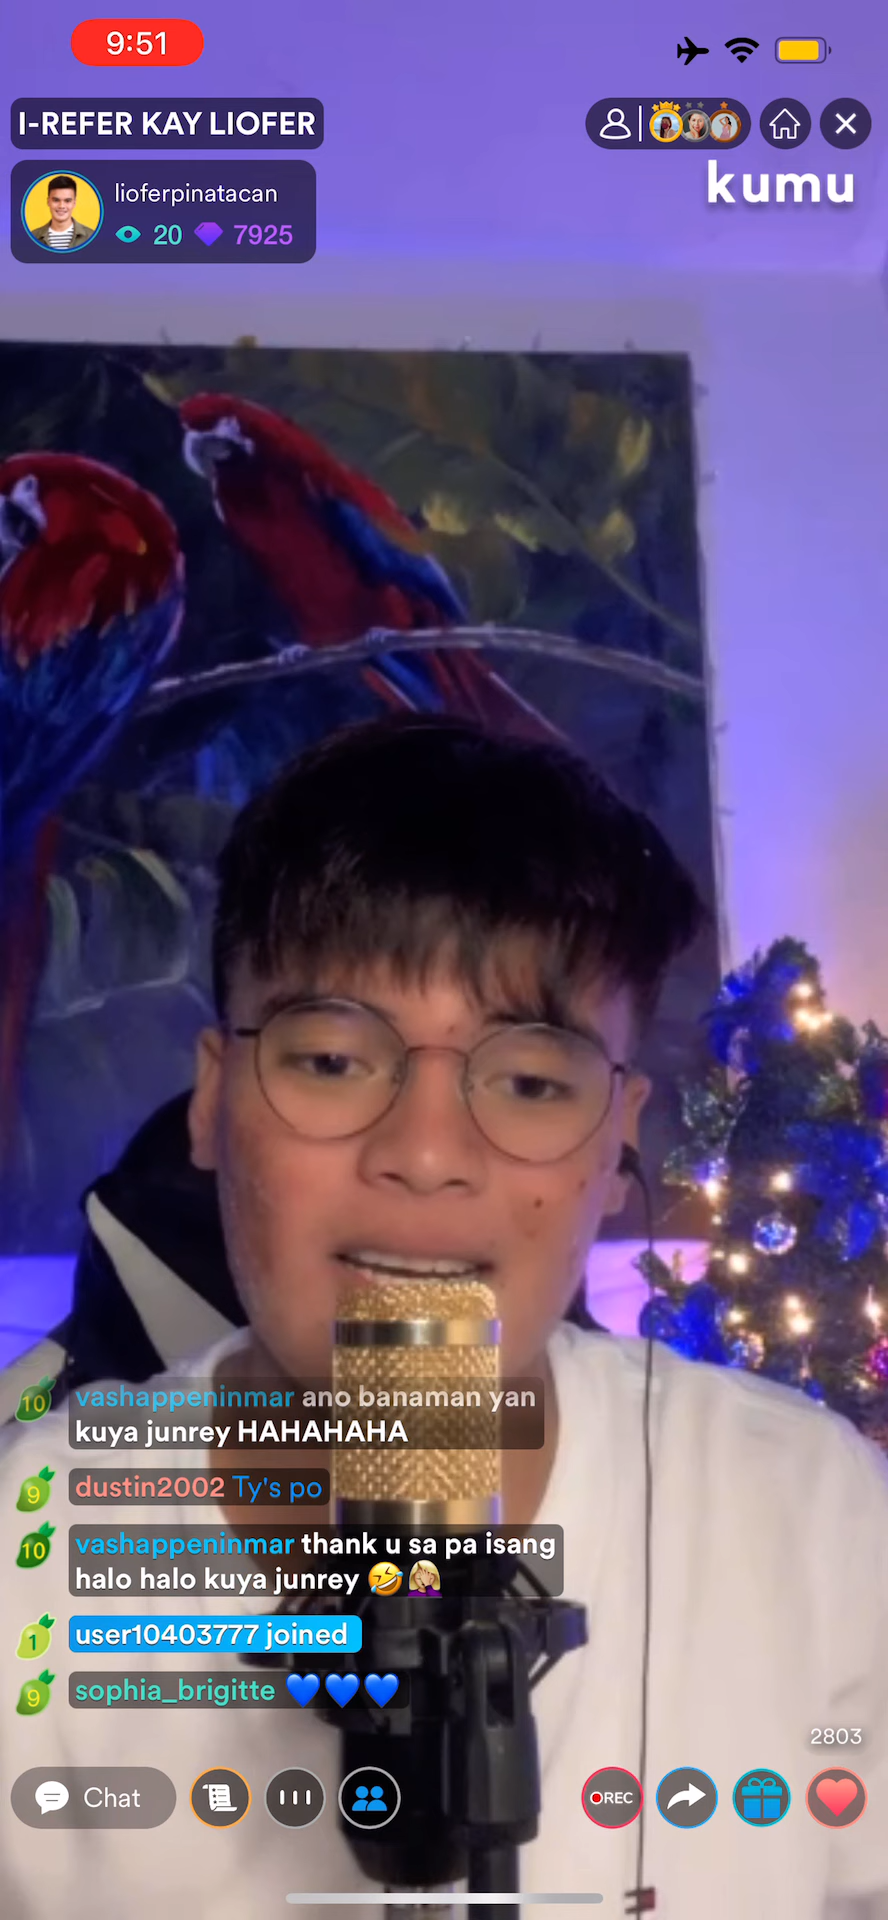 9:51
I-REFER KAY LIOFER
lioferpinatacan
20 7925
kumu
vashappeninmar ano banaman yan
kuya junrey HAHAHAHA
dustin2002 Ty's po
vashappeninmar thank u sa pa isang
halo halo kuya junrey 🤣🤦🏼‍♀️
user10403777 joined
sophia_brigitte 💙💙💙
10
9
10
1
9
2803
Chat
REC